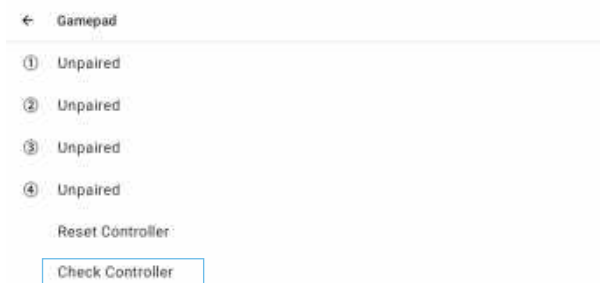 ← Gamepad
① Unpaired
② Unpaired
③ Unpaired
④ Unpaired
Reset Controller
Check Controller